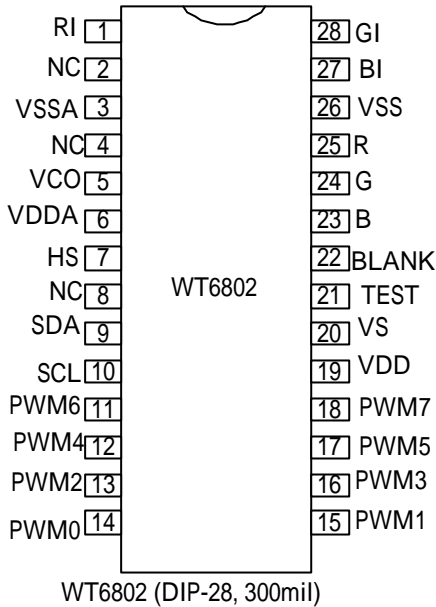 RI 1 28 GI
NC 2 27 BI
VSSA 3 26 VSS
NC 4 25 R
VCO 5 24 G
VDDA 6 23 B
HS 7 22 BLANK
NC 8 WT6802 21 TEST
SDA 9 20 VS
SCL 10 19 VDD
PWM6 11 18 PWM7
PWM4 12 17 PWM5
PWM2 13 16 PWM3
PWM0 14 15 PWM1
WT6802 (DIP-28, 300mil)